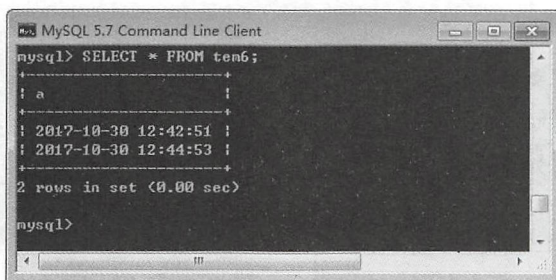 MySQL 5.7 Command Line Client
mysql> SELECT * FROM tem6;
+---------------------+
| a                   |
+---------------------+
| 2017-10-30 12:42:51 |
| 2017-10-30 12:44:53 |
+---------------------+
2 rows in set (0.00 sec)
mysql>